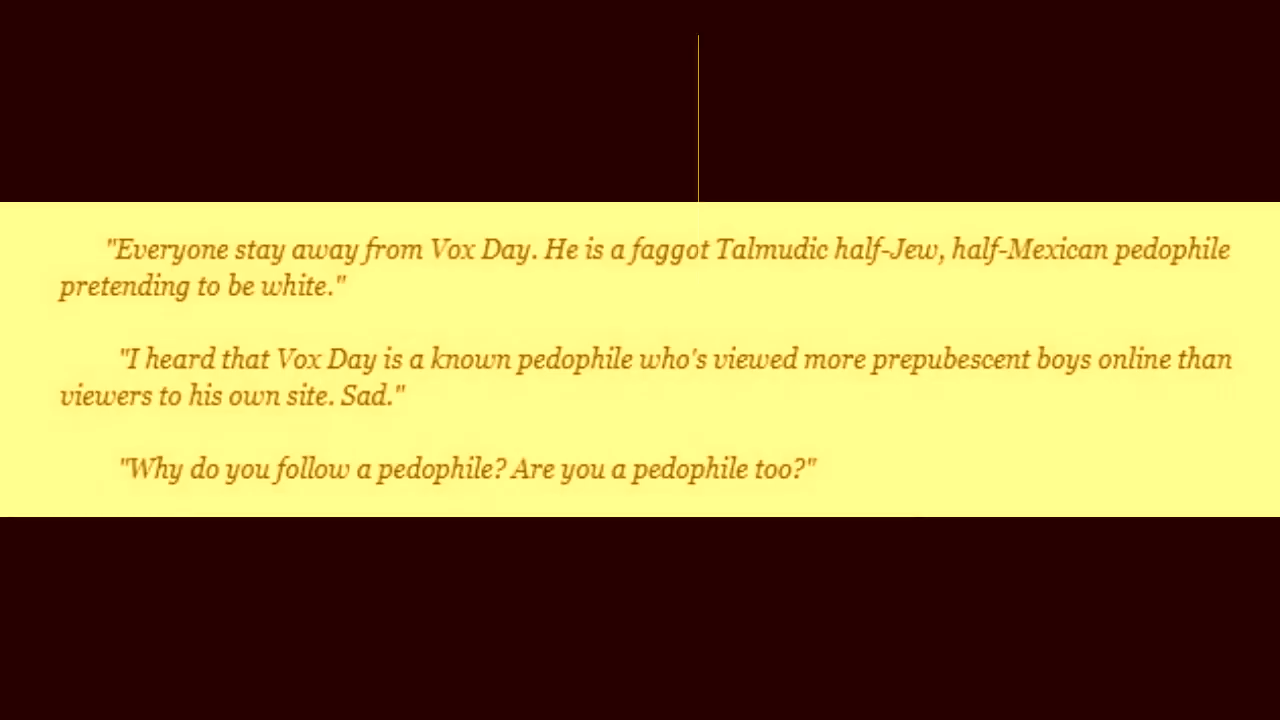 "Everyone stay away from Vox Day. He is a faggot Talmudic half-Jew, half-Mexican pedophile
pretending to be white."
"I heard that Vox Day is a known pedophile who's viewed more prepubescent boys online than
viewers to his own site. Sad."
"Why do you follow a pedophile? Are you a pedophile too?"